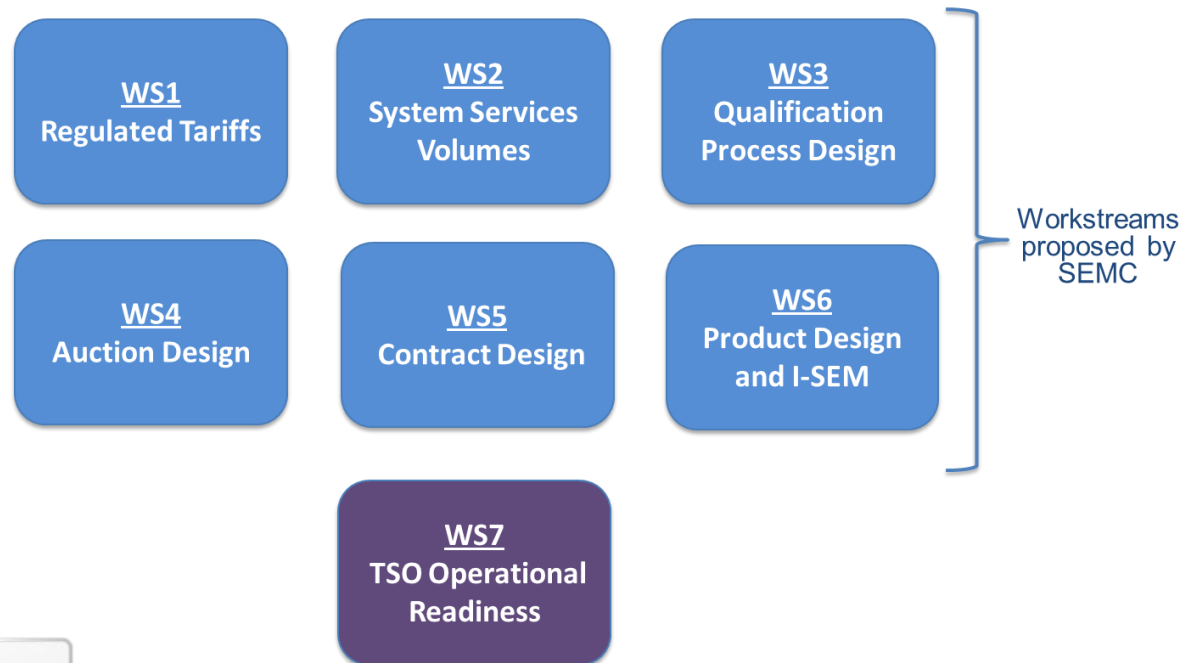 WS1
Regulated Tariffs
WS2
System Services
Volumes
WS3
Qualification
Process Design
WS4
Auction Design
WS5
Contract Design
WS6
Product Design
and I-SEM
Workstreams
proposed by
SEMC
WS7
TSO Operational
Readiness